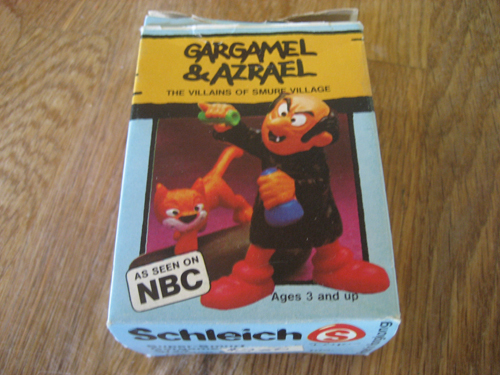 GARGAMEL
& AZRAEL
THE VILLAINS OF SMURF VILLAGE
AS SEEN ON
NBC
Ages 3 and up
Schleich S